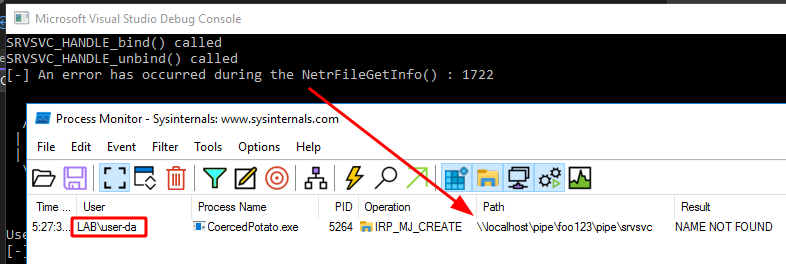 Microsoft Visual Studio Debug Console
SRVSVC_HANDLE_bind() called
SRVSVC_HANDLE_unbind() called
[-] An error has occurred during the NetrFileGetInfo() : 1722
Process Monitor - Sysinternals: www.sysinternals.com
File Edit Event Filter Tools Options Help
Time ... User Process Name PID Operation Path Result
5:27:3... LAB\user-da CoercedPotato.exe 5264 IRP_MJ_CREATE \\localhost\pipe\foo123\pipe\srvsvc NAME NOT FOUND
Use
[-]